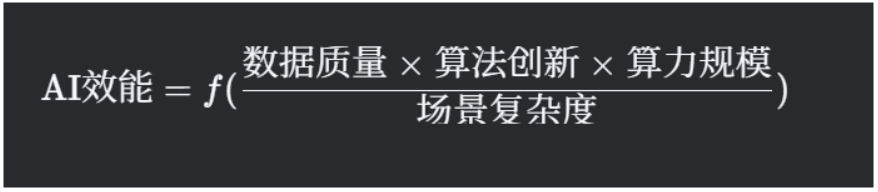 AI效能 = f(数据质量 × 算法创新 × 算力规模 / 场景复杂度)